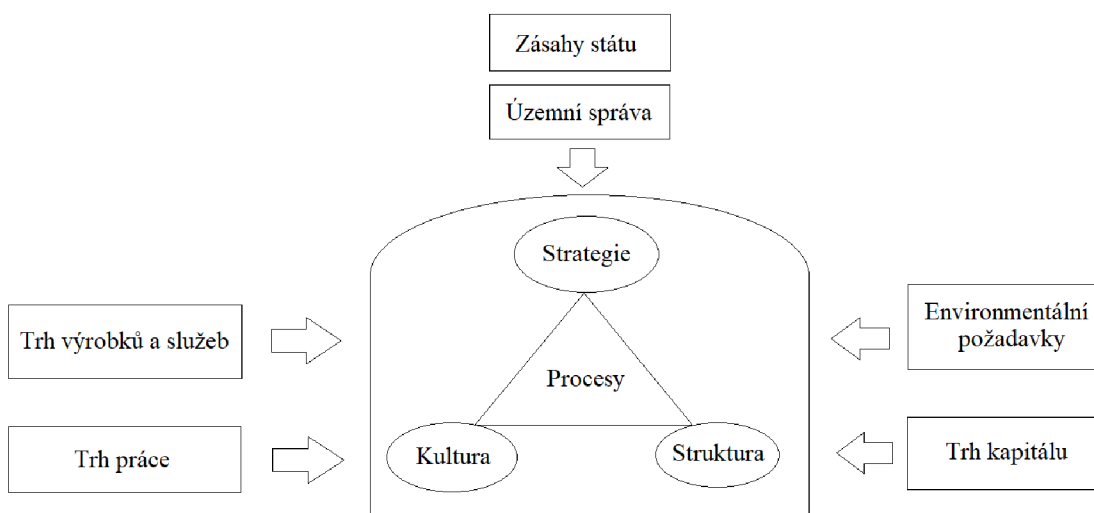 Zásahy státu
Územní správa
Strategie
Trh výrobků a služeb
Environmentální
požadavky
Procesy
Trh práce
Kultura
Struktura
Trh kapitálu